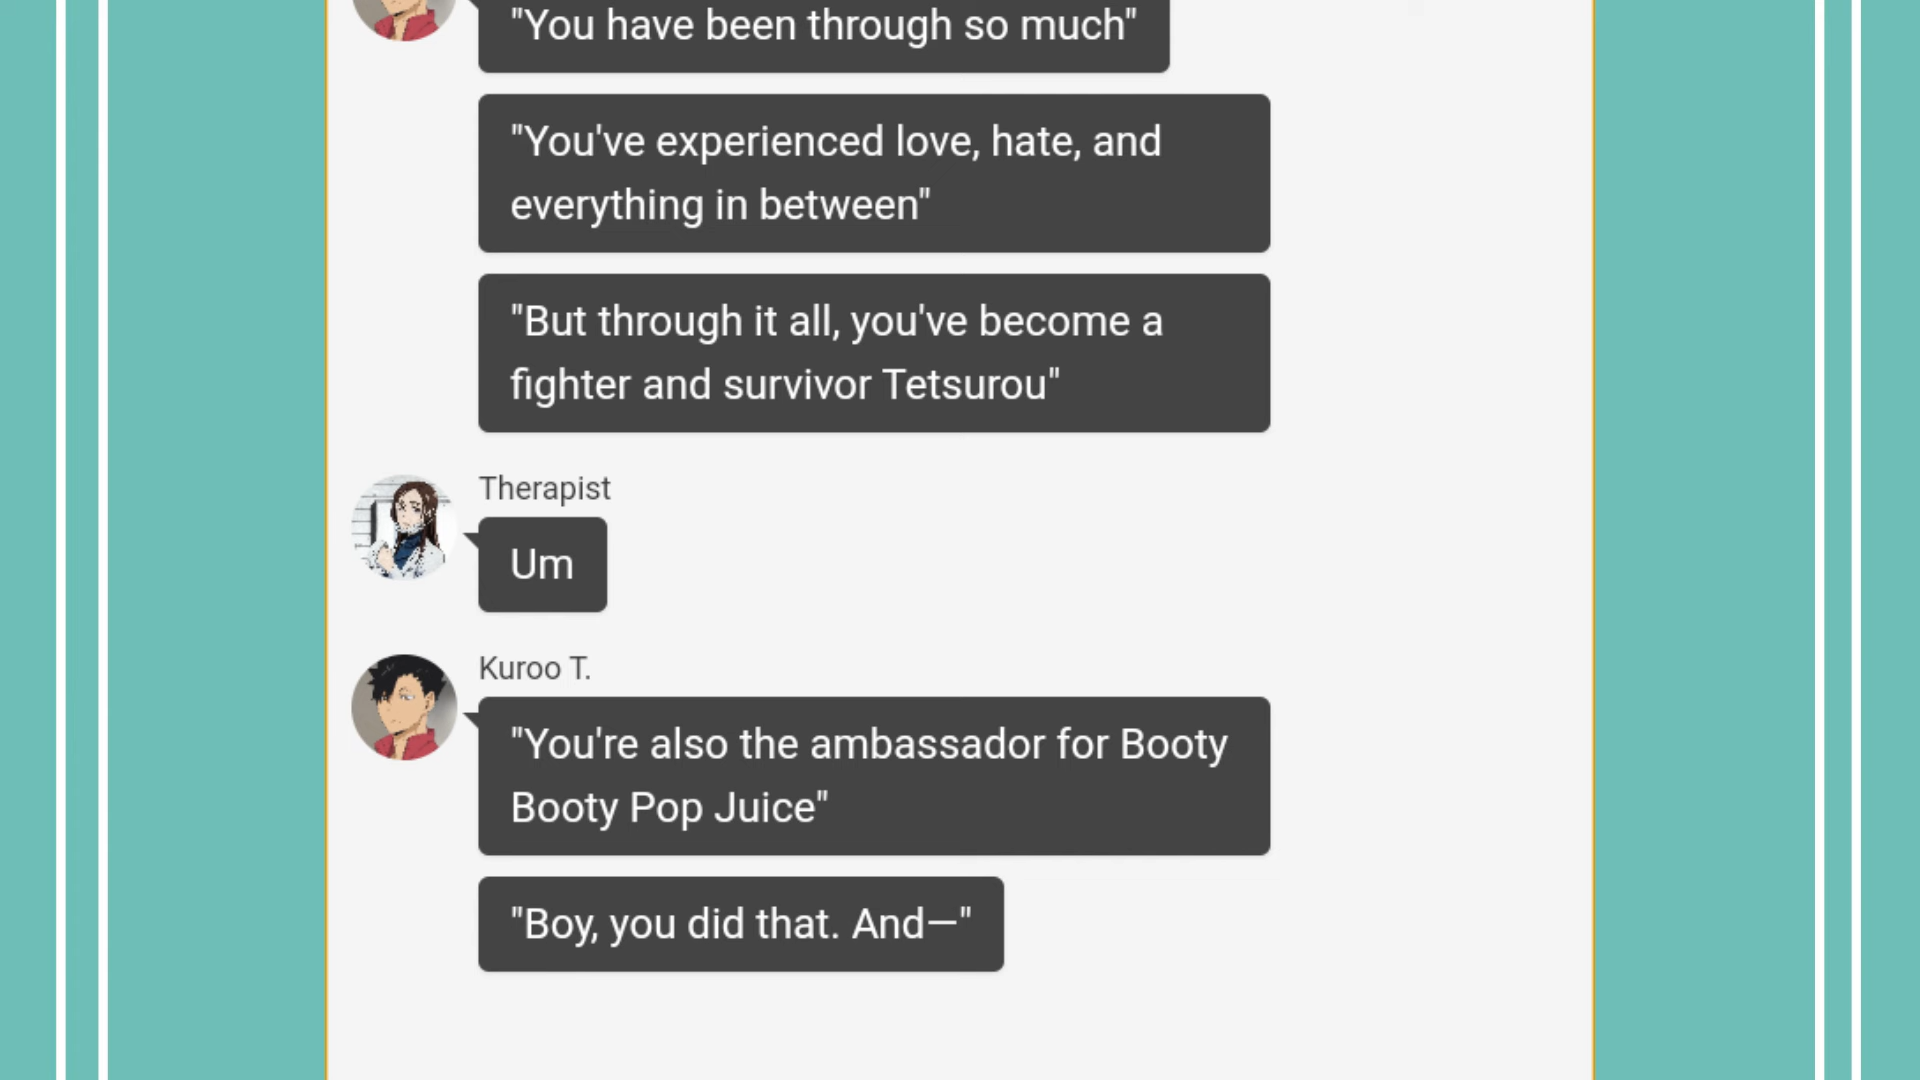 "You have been through so much"
"You've experienced love, hate, and
everything in between"
"But through it all, you've become a
fighter and survivor Tetsurou"
Therapist
Um
Kuroo T.
"You're also the ambassador for Booty
Booty Pop Juice"
"Boy, you did that. And—"